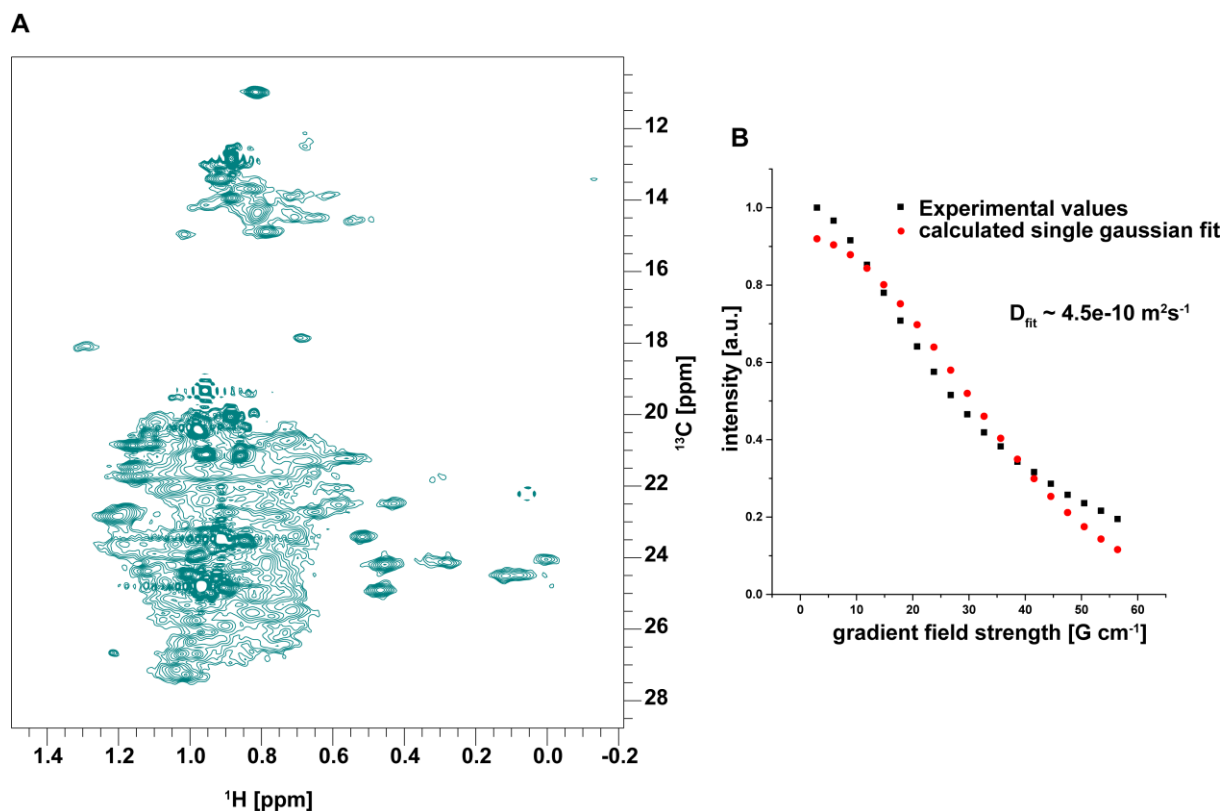 A
12
14
16
18
20
22
24
26
28
¹³C [ppm]
1.4 1.2 1.0 0.8 0.6 0.4 0.2 0.0 -0.2
¹H [ppm]
B
Experimental values
calculated single gaussian fit
D_fit ~ 4.5e-10 m²s⁻¹
1.0
0.8
0.6
0.4
0.2
0.0
intensity [a.u.]
0 10 20 30 40 50 60
gradient field strength [G cm⁻¹]